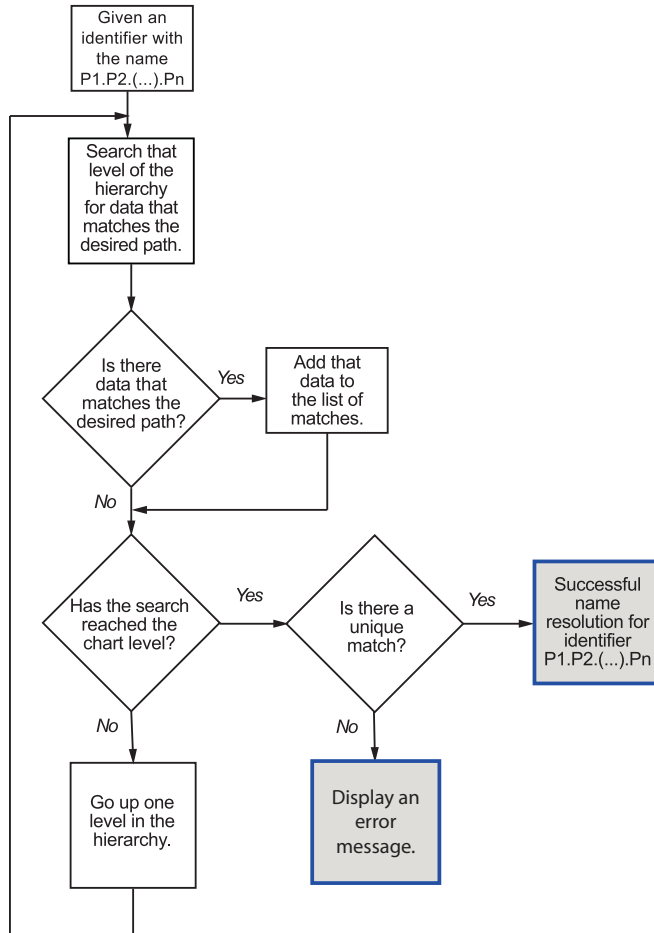 Given an
identifier with
the name
P1.P2.(...).Pn
Search that
level of the
hierarchy
for data that
matches the
desired path.
Is there
data that
matches the
desired path?
Yes
Add that
data to
the list of
matches.
No
Has the search
reached the
chart level?
Yes
Is there a
unique
match?
Yes
Successful
name
resolution for
identifier
P1.P2.(...).Pn
No
Go up one
level in the
hierarchy.
No
Display an
error
message.